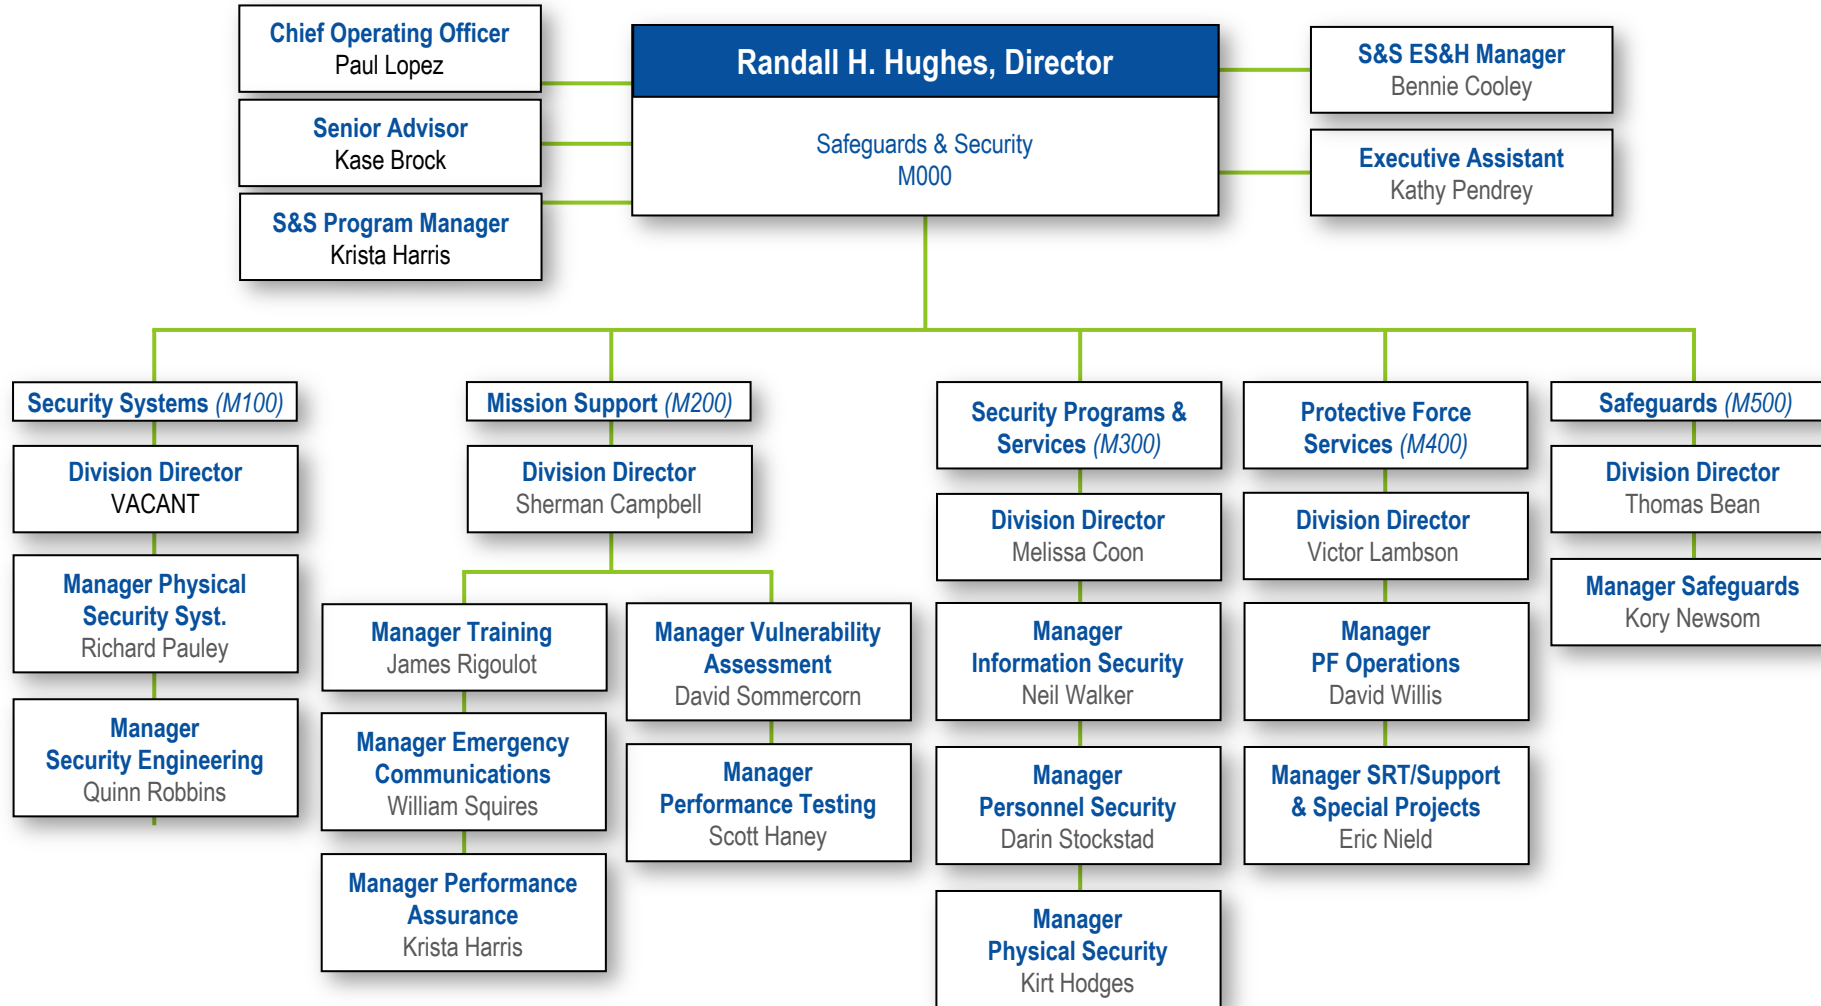 Chief Operating Officer
Paul Lopez
Senior Advisor
Kase Brock
S&S Program Manager
Krista Harris
Randall H. Hughes, Director
Safeguards & Security
M000
S&S ES&H Manager
Bennie Cooley
Executive Assistant
Kathy Pendrey
Security Systems (M100)
Division Director
VACANT
Manager Physical
Security Syst.
Richard Pauley
Manager
Security Engineering
Quinn Robbins
Mission Support (M200)
Division Director
Sherman Campbell
Manager Training
James Rigoulot
Manager Emergency
Communications
William Squires
Manager Performance
Assurance
Krista Harris
Manager Vulnerability
Assessment
David Sommercorn
Manager
Performance Testing
Scott Haney
Security Programs &
Services (M300)
Division Director
Melissa Coon
Manager
Information Security
Neil Walker
Manager
Personnel Security
Darin Stockstad
Manager
Physical Security
Kirt Hodges
Protective Force
Services (M400)
Division Director
Victor Lambson
Manager
PF Operations
David Willis
Manager SRT/Support
& Special Projects
Eric Nield
Safeguards (M500)
Division Director
Thomas Bean
Manager Safeguards
Kory Newsom